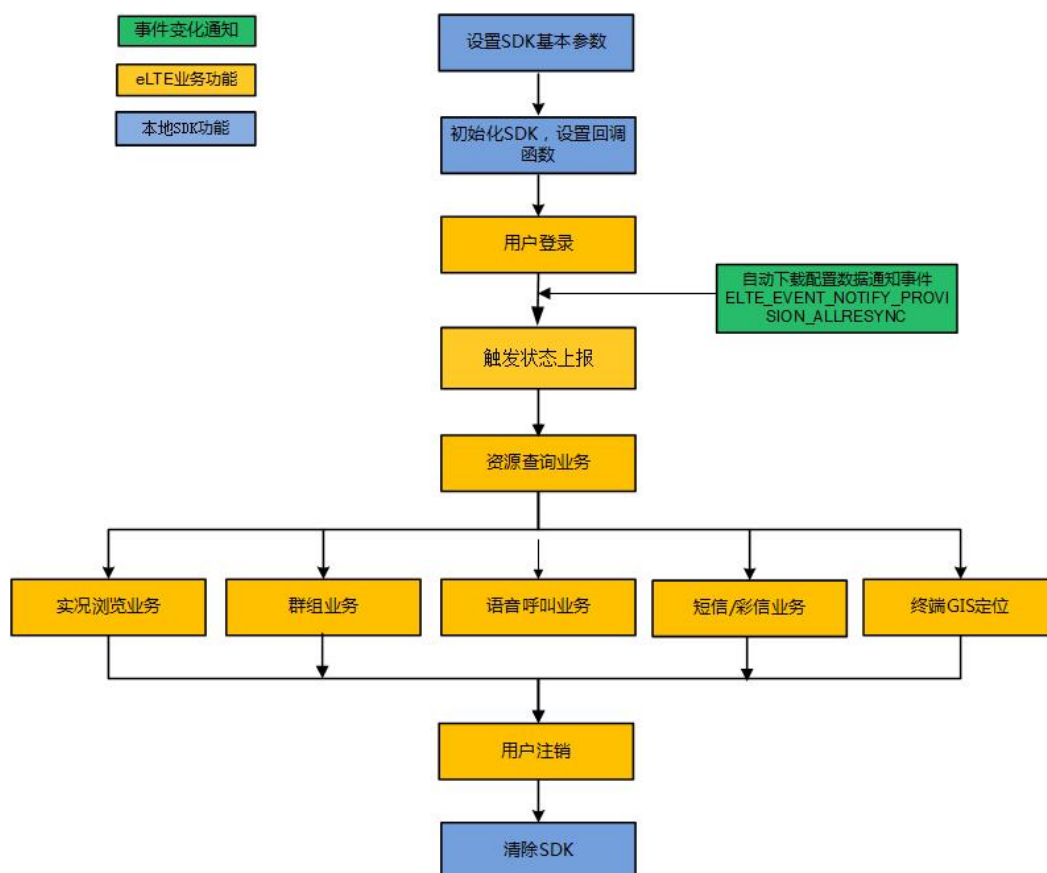 事件变化通知
eLTE业务功能
本地SDK功能
设置SDK基本参数
初始化SDK，设置回调
函数
用户登录
自动下载配置数据通知事件
ELTE_EVENT_NOTIFY_PROVI
SION_ALLRESYNC
触发状态上报
资源查询业务
实况浏览业务
群组业务
语音呼叫业务
短信/彩信业务
终端GIS定位
用户注销
清除SDK